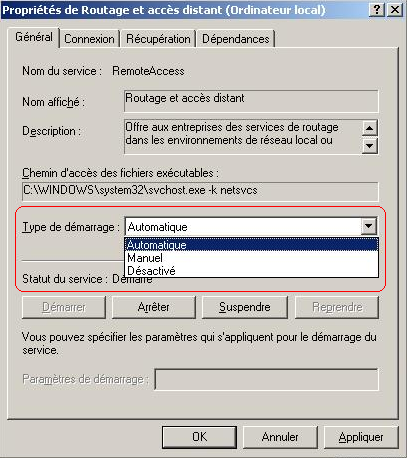 Propriétés de Routage et accès distant (Ordinateur local)
Général Connexion Récupération Dépendances
Nom du service : RemoteAccess
Nom affiché : Routage et accès distant
Description : Offre aux entreprises des services de routage
dans les environnements de réseau local ou
Chemin d'accès des fichiers exécutables :
C:\WINDOWS\system32\svchost.exe -k netsvcs
Type de démarrage : Automatique
Automatique
Manuel
Désactivé
Statut du service : Démarré
Démarrer Arrêter Suspendre Reprendre
Vous pouvez spécifier les paramètres qui s'appliquent pour le démarrage du
service.
Paramètres de démarrage :
OK Annuler Appliquer